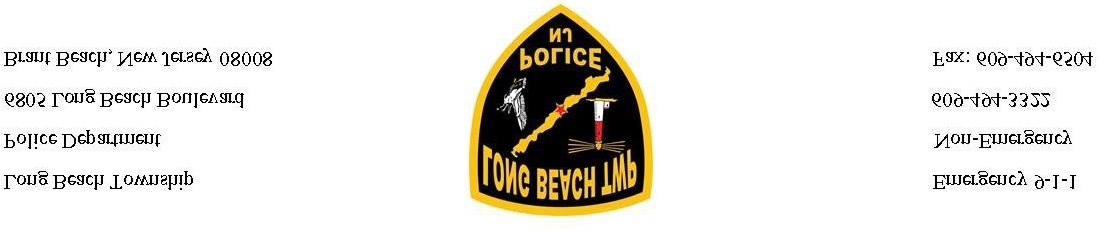 Long Beach Township
Police Department
6805 Long Beach Boulevard
Brant Beach, New Jersey 08008
LONG BEACH TWP
POLICE
NJ
Emergency 9-1-1
Non-Emergency
609-494-3322
Fax: 609-494-6504